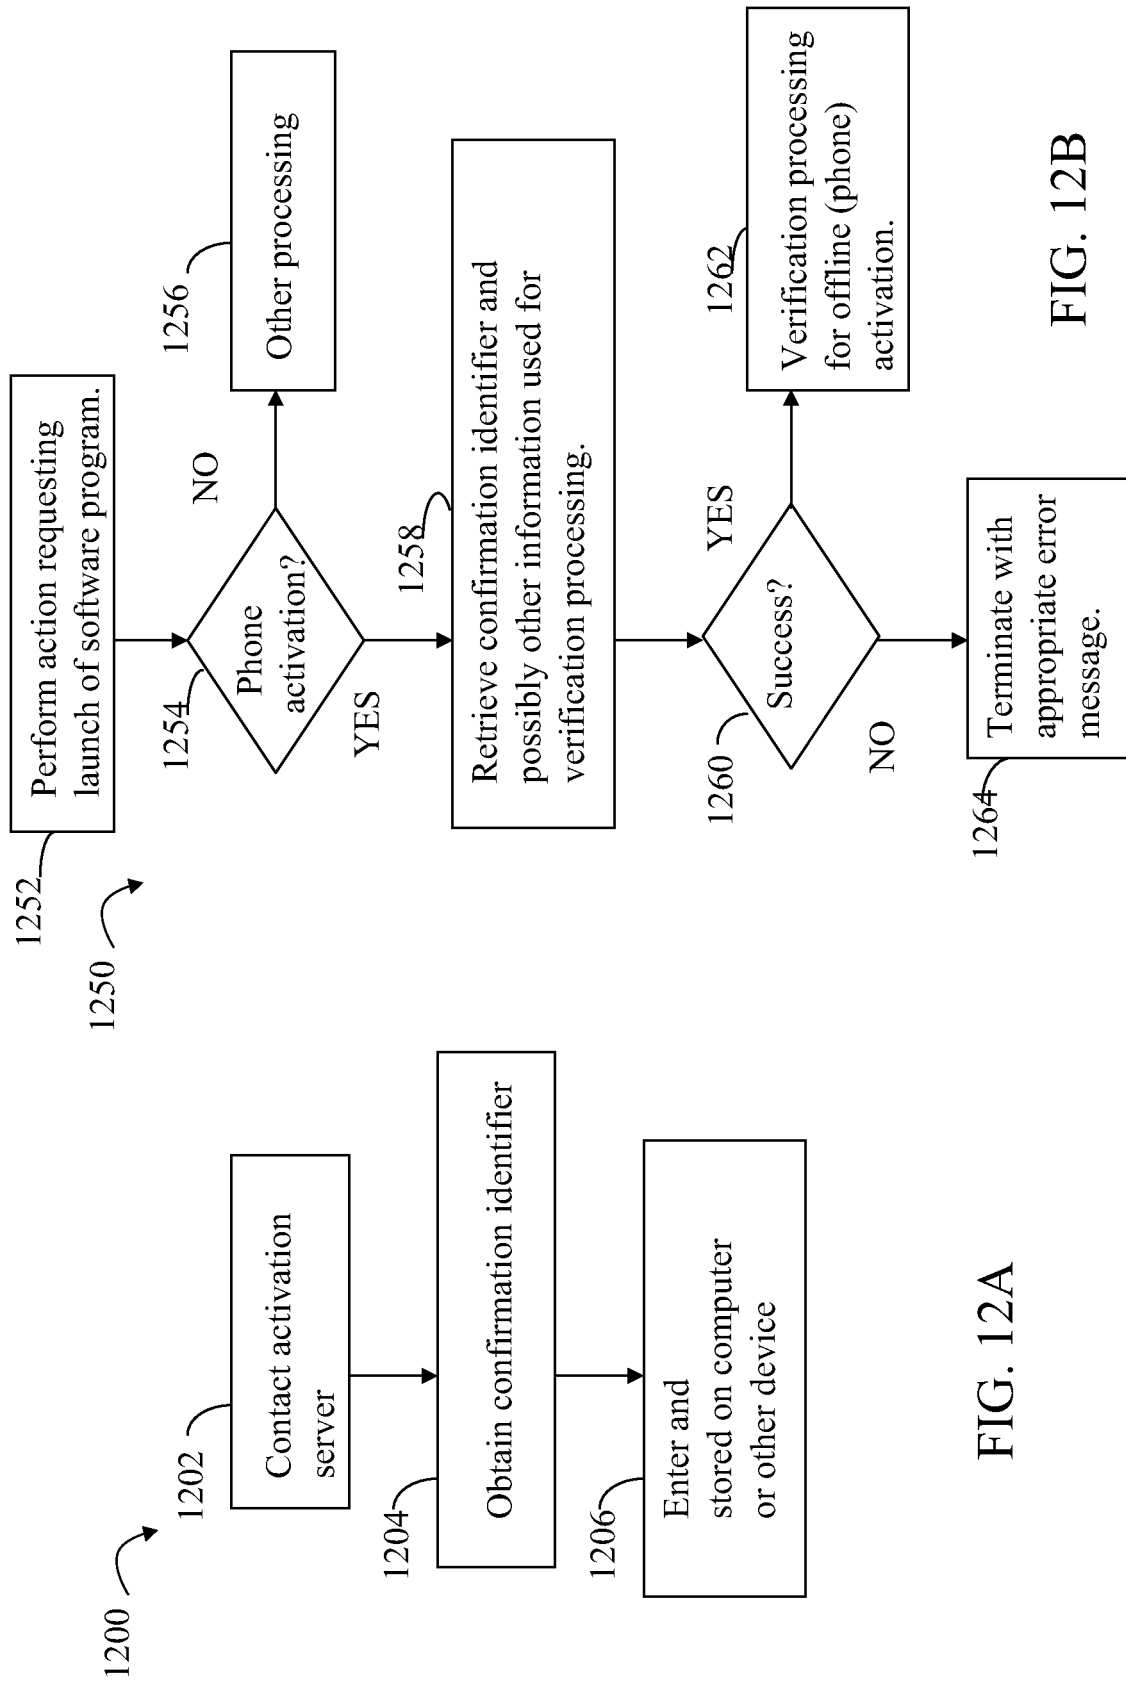 1200
1202
Contact activation
server
1204
Obtain confirmation identifier
1206
Enter and
stored on computer
or other device
FIG. 12A
1250
1252
Perform action requesting
launch of software program.
1254
Phone
activation?
NO
1256
Other processing
YES
1258
Retrieve confirmation identifier and
possibly other information used for
verification processing.
1260
Success?
YES
1262
Verification processing
for offline (phone)
activation.
NO
1264
Terminate with
appropriate error
message.
FIG. 12B